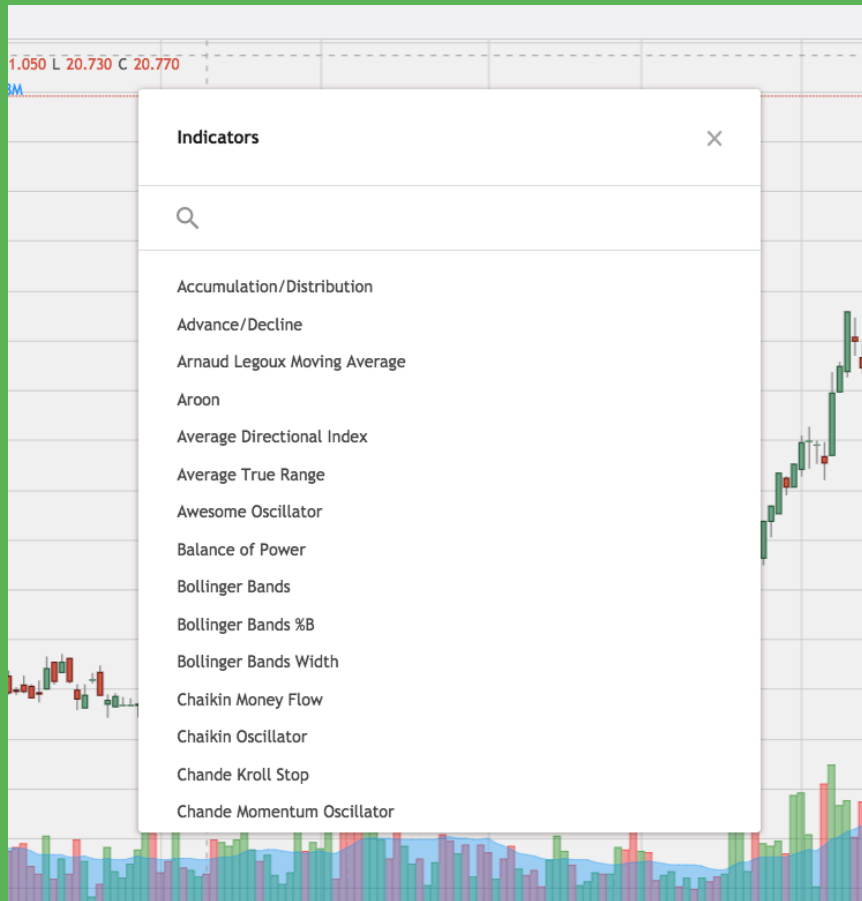 1.050 L 20.730 C 20.770
3M
Indicators
Accumulation/Distribution
Advance/Decline
Arnaud Legoux Moving Average
Aroon
Average Directional Index
Average True Range
Awesome Oscillator
Balance of Power
Bollinger Bands
Bollinger Bands %B
Bollinger Bands Width
Chaikin Money Flow
Chaikin Oscillator
Chande Kroll Stop
Chande Momentum Oscillator